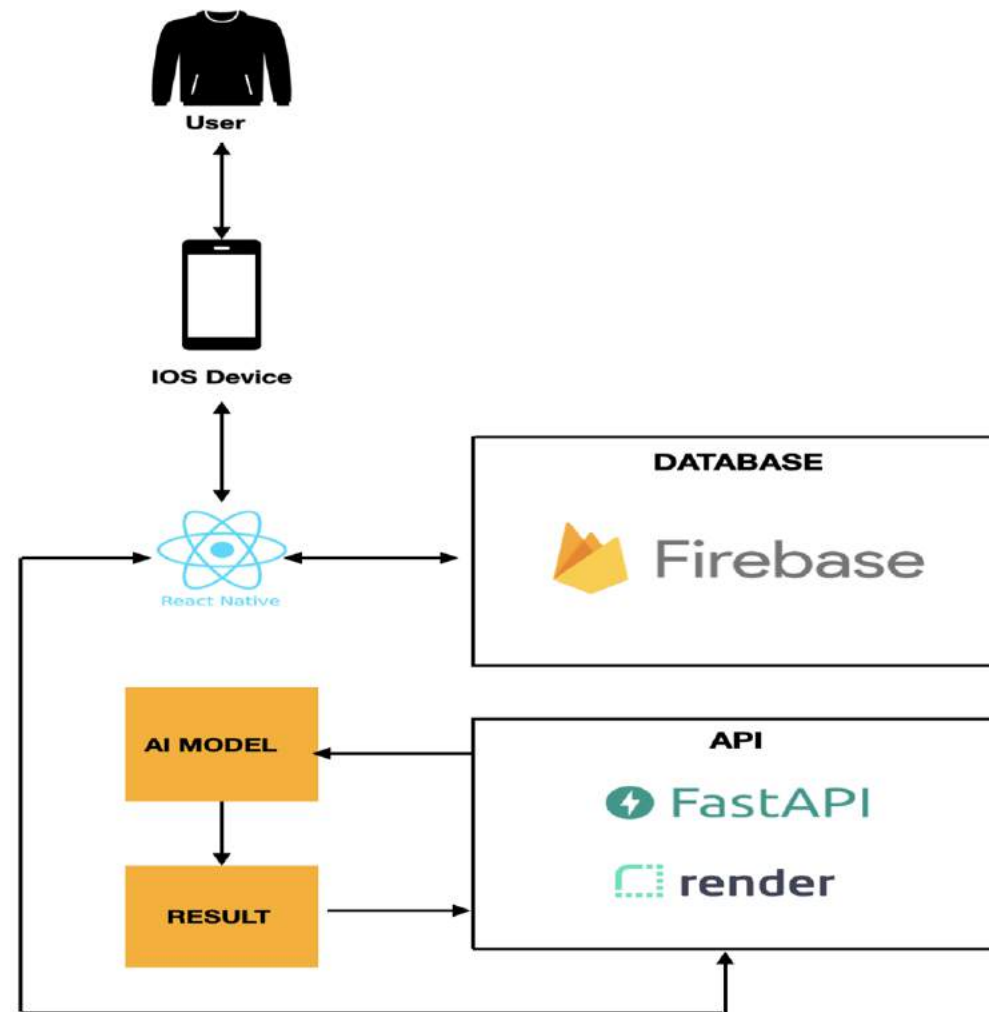 User
IOS Device
DATABASE
Firebase
React Native
AI MODEL
API
FastAPI
render
RESULT